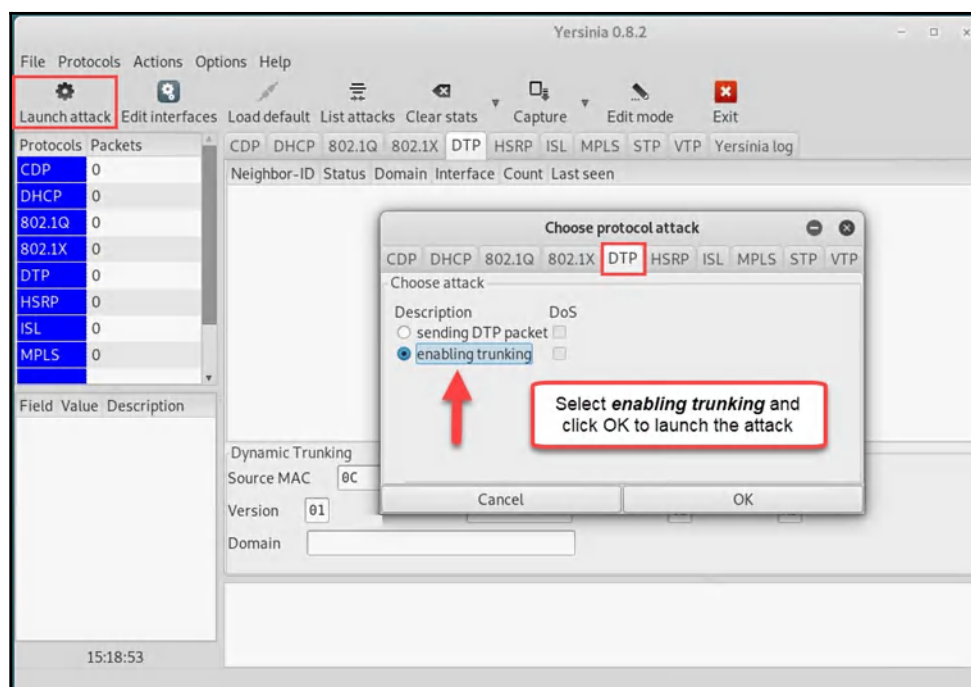 Yersinia 0.8.2
File Protocols Actions Options Help
Launch attack Edit interfaces Load default List attacks Clear stats Capture Edit mode Exit
Protocols Packets
CDP DHCP 802.1Q 802.1X DTP HSRP ISL MPLS STP VTP Yersinia log
CDP 0
DHCP 0
802.1Q 0
802.1X 0
DTP 0
HSRP 0
ISL 0
MPLS 0
Neighbor-ID Status Domain Interface Count Last seen
Choose protocol attack
CDP DHCP 802.1Q 802.1X DTP HSRP ISL MPLS STP VTP
Choose attack
Description DoS
sending DTP packet
enabling trunking
Select enabling trunking and
click OK to launch the attack
Cancel OK
Field Value Description
Dynamic Trunking
Source MAC 0C
Version 01
Domain
15:18:53